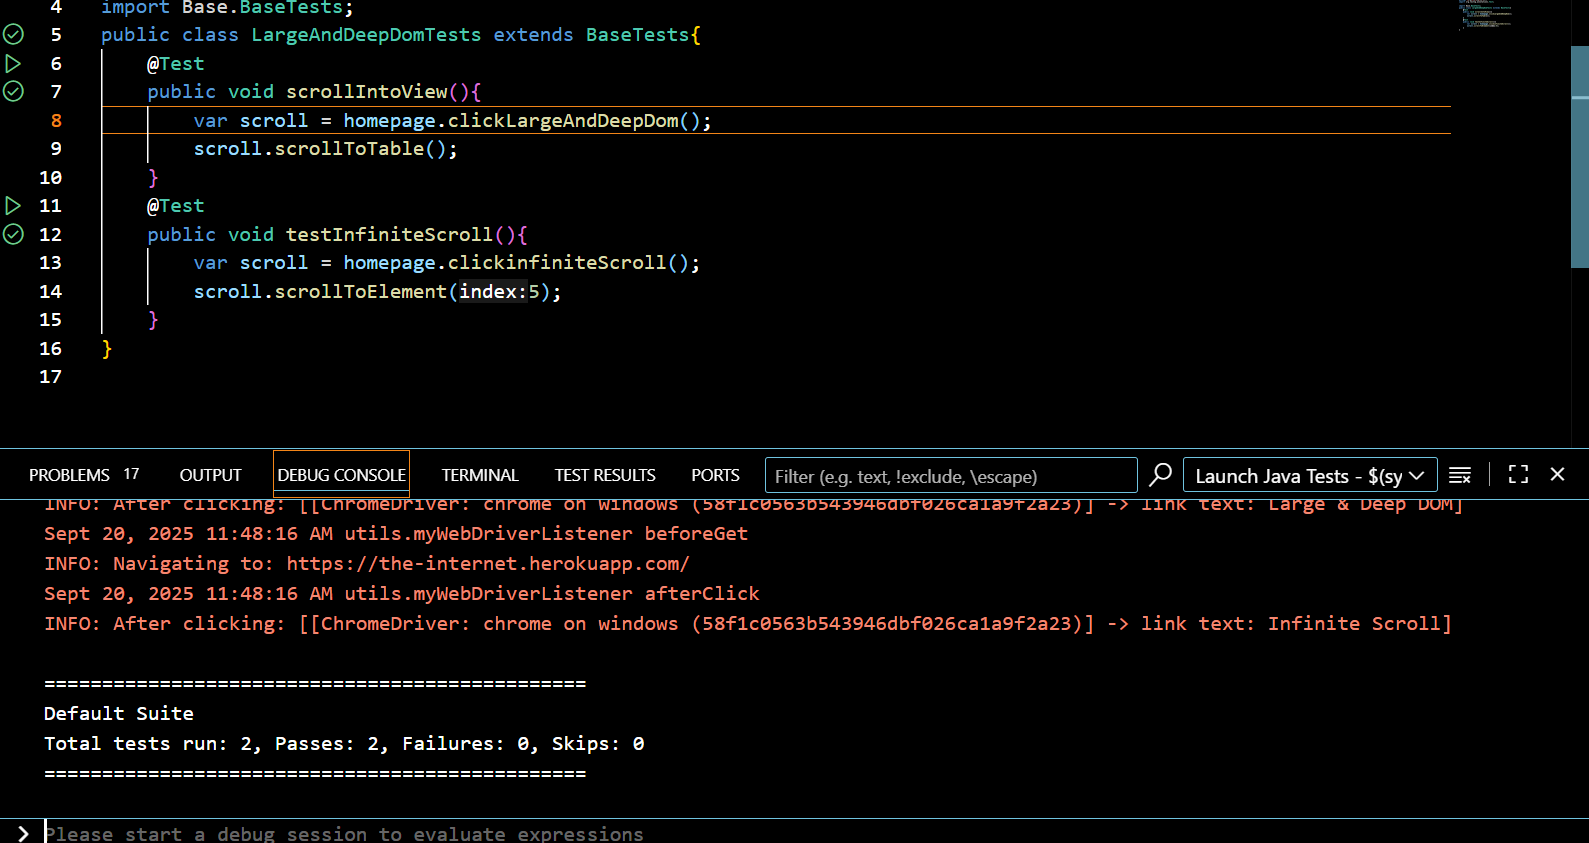 4 import Base.BaseTests;
5 public class LargeAndDeepDomTests extends BaseTests{
6 @Test
7 public void scrollIntoView(){
8 var scroll = homepage.clickLargeAndDeepDom();
9 scroll.scrollToTable();
10 }
11 @Test
12 public void testInfiniteScroll(){
13 var scroll = homepage.clickinfiniteScroll();
14 scroll.scrollToElement(index:5);
15 }
16 }
17
PROBLEMS 17 OUTPUT DEBUG CONSOLE TERMINAL TEST RESULTS PORTS Filter (e.g. text, !exclude, \escape) Launch Java Tests - $(sy
INFO: After clicking: [[ChromeDriver: chrome on windows (58f1c0563b543946dbf026ca1a9f2a23)] -> link text: Large & Deep DOM]
Sept 20, 2025 11:48:16 AM utils.myWebDriverListener beforeGet
INFO: Navigating to: https://the-internet.herokuapp.com/
Sept 20, 2025 11:48:16 AM utils.myWebDriverListener afterClick
INFO: After clicking: [[ChromeDriver: chrome on windows (58f1c0563b543946dbf026ca1a9f2a23)] -> link text: Infinite Scroll]
===============================================
Default Suite
Total tests run: 2, Passes: 2, Failures: 0, Skips: 0
===============================================
Please start a debug session to evaluate expressions